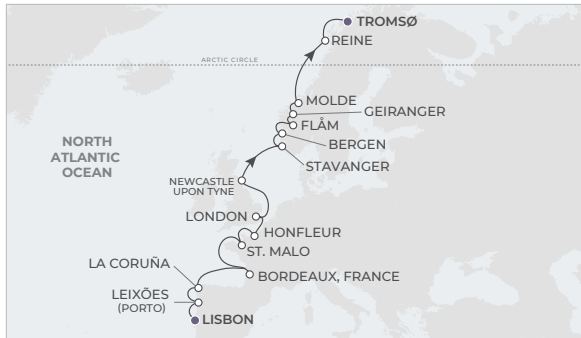 TROMSØ
REINE
ARCTIC CIRCLE
MOLDE
GEIRANGER
FLÅM
BERGEN
STAVANGER
NORTH
ATLANTIC
OCEAN
NEWCASTLE
UPON TYNE
LONDON
HONFLEUR
ST. MALO
LA CORUÑA
BORDEAUX, FRANCE
LEIXÕES
(PORTO)
LISBON